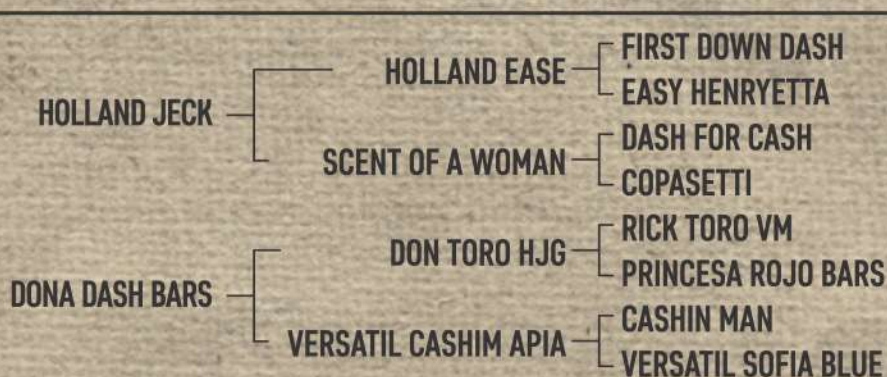 FIRST DOWN DASH
HOLLAND EASE
EASY HENRYETTA
HOLLAND JECK
DASH FOR CASH
SCENT OF A WOMAN
COPASETTI
RICK TORO VM
DON TORO HJG
PRINCESA ROJO BARS
DONA DASH BARS
CASHIN MAN
VERSATIL CASHIM APIA
VERSATIL SOFIA BLUE